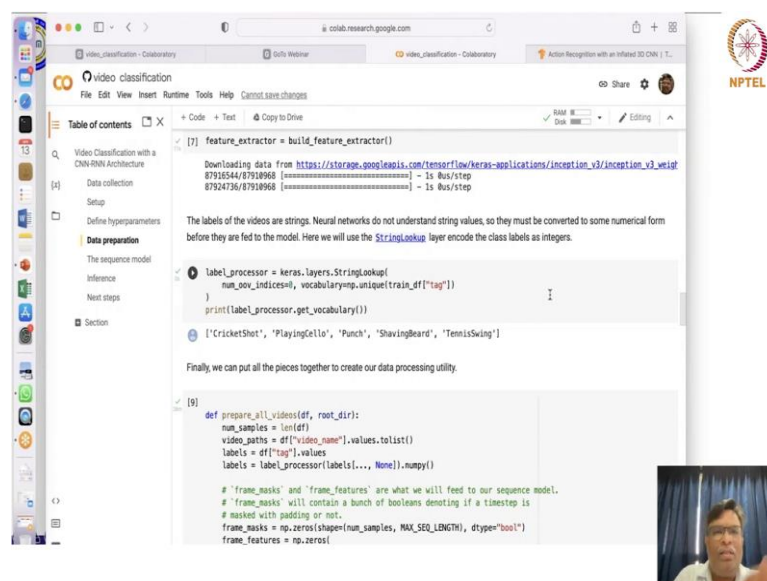 colab.research.google.com
video_classification - Colaboratory
GoTo Webinar
video_classification - Colaboratory
Action Recognition with an Inflated 3D CNN | T...
NPTEL
video classification
Share
File Edit View Insert Runtime Tools Help Cannot save changes
Table of contents
+ Code + Text Copy to Drive
RAM
Disk
Editing
Video Classification with a
CNN-RNN Architecture
Data collection
Setup
Define hyperparameters
Data preparation
The sequence model
Inference
Next steps
Section
[7] feature_extractor = build_feature_extractor()
Downloading data from https://storage.googleapis.com/tensorflow/keras-applications/inception_v3/inception_v3_weigh
87916544/87910968 [==============================] - 1s 0us/step
87924736/87910968 [==============================] - 1s 0us/step
The labels of the videos are strings. Neural networks do not understand string values, so they must be converted to some numerical form
before they are fed to the model. Here we will use the StringLookup layer encode the class labels as integers.
label_processor = keras.layers.StringLookup(
num_oov_indices=0, vocabulary=np.unique(train_df["tag"])
)
print(label_processor.get_vocabulary())
['CricketShot', 'PlayingCello', 'Punch', 'ShavingBeard', 'TennisSwing']
Finally, we can put all the pieces together to create our data processing utility.
[9]
def prepare_all_videos(df, root_dir):
num_samples = len(df)
video_paths = df["video_name"].values.tolist()
labels = df["tag"].values
labels = label_processor(labels[..., None]).numpy()
# `frame_masks` and `frame_features` are what we will feed to our sequence model.
# `frame_masks` will contain a bunch of booleans denoting if a timestep is
# masked with padding or not.
frame_masks = np.zeros(shape=(num_samples, MAX_SEQ_LENGTH), dtype="bool")
frame_features = np.zeros(